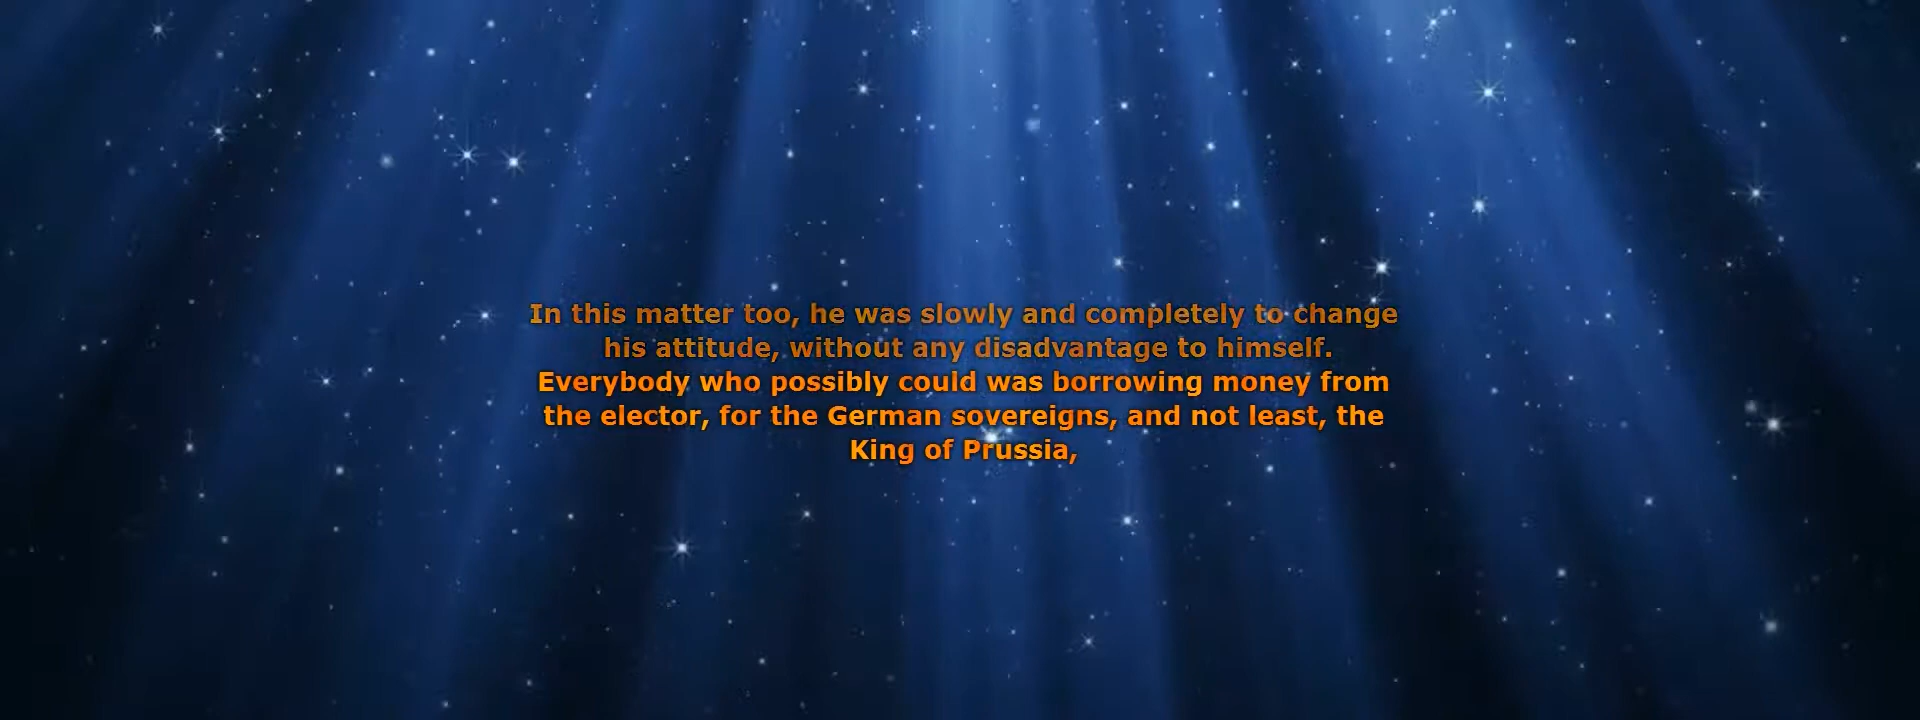 In this matter too, he was slowly and completely to change
his attitude, without any disadvantage to himself.
Everybody who possibly could was borrowing money from
the elector, for the German sovereigns, and not least, the
King of Prussia,